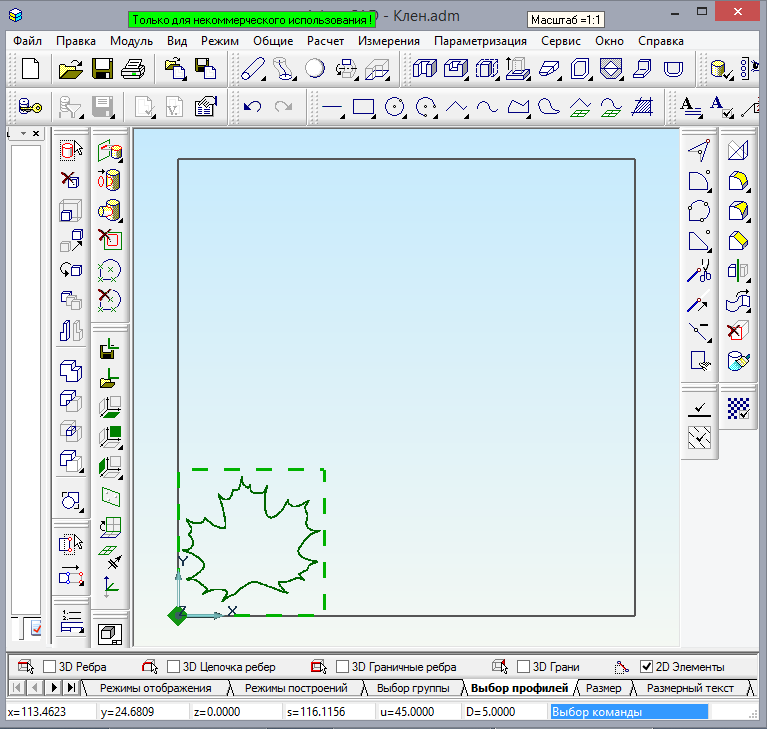 Только для некоммерческого использования ! D - Клен.adm
Масштаб =1:1
Файл Правка Модуль Вид Режим Общие Расчет Измерения Параметризация Сервис Окно Справка
Y
Z X
3D Ребра 3D Цепочка ребер 3D Граничные ребра 3D Грани 2D Элементы
Режимы отображения Режимы построений Выбор группы Выбор профилей Размер Размерный текст
x=113.4623 y=24.6809 z=0.0000 s=116.1156 u=45.0000 D=5.0000 Выбор команды